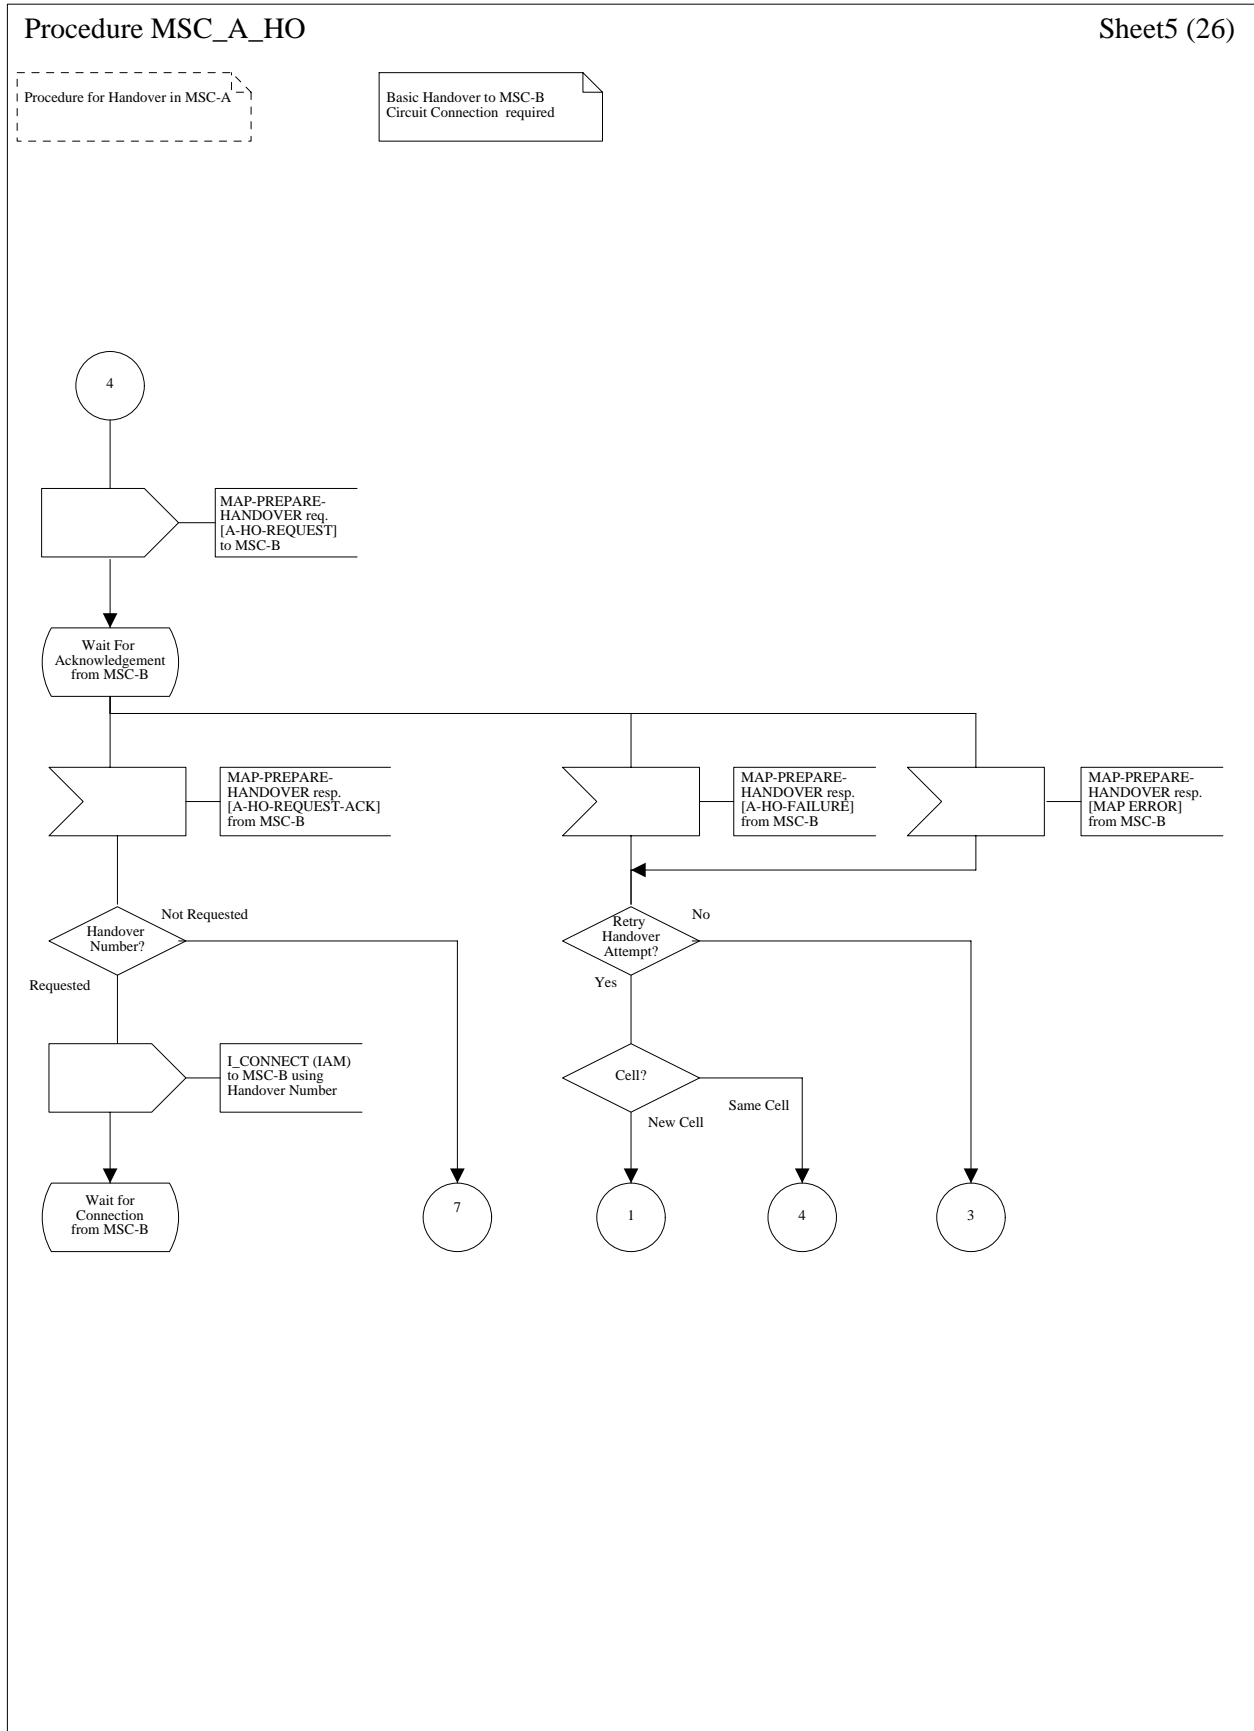 Procedure MSC_A_HO
Sheet5 (26)
Procedure for Handover in MSC-A
Basic Handover to MSC-B
Circuit Connection required
4
MAP-PREPARE-
HANDOVER req.
[A-HO-REQUEST]
to MSC-B
Wait For
Acknowledgement
from MSC-B
MAP-PREPARE-
HANDOVER resp.
[A-HO-REQUEST-ACK]
from MSC-B
MAP-PREPARE-
HANDOVER resp.
[A-HO-FAILURE]
from MSC-B
MAP-PREPARE-
HANDOVER resp.
[MAP ERROR]
from MSC-B
Handover
Number?
Not Requested
Requested
Retry
Handover
Attempt?
No
Yes
I_CONNECT (IAM)
to MSC-B using
Handover Number
Cell?
Same Cell
New Cell
Wait for
Connection
from MSC-B
7
1
4
3